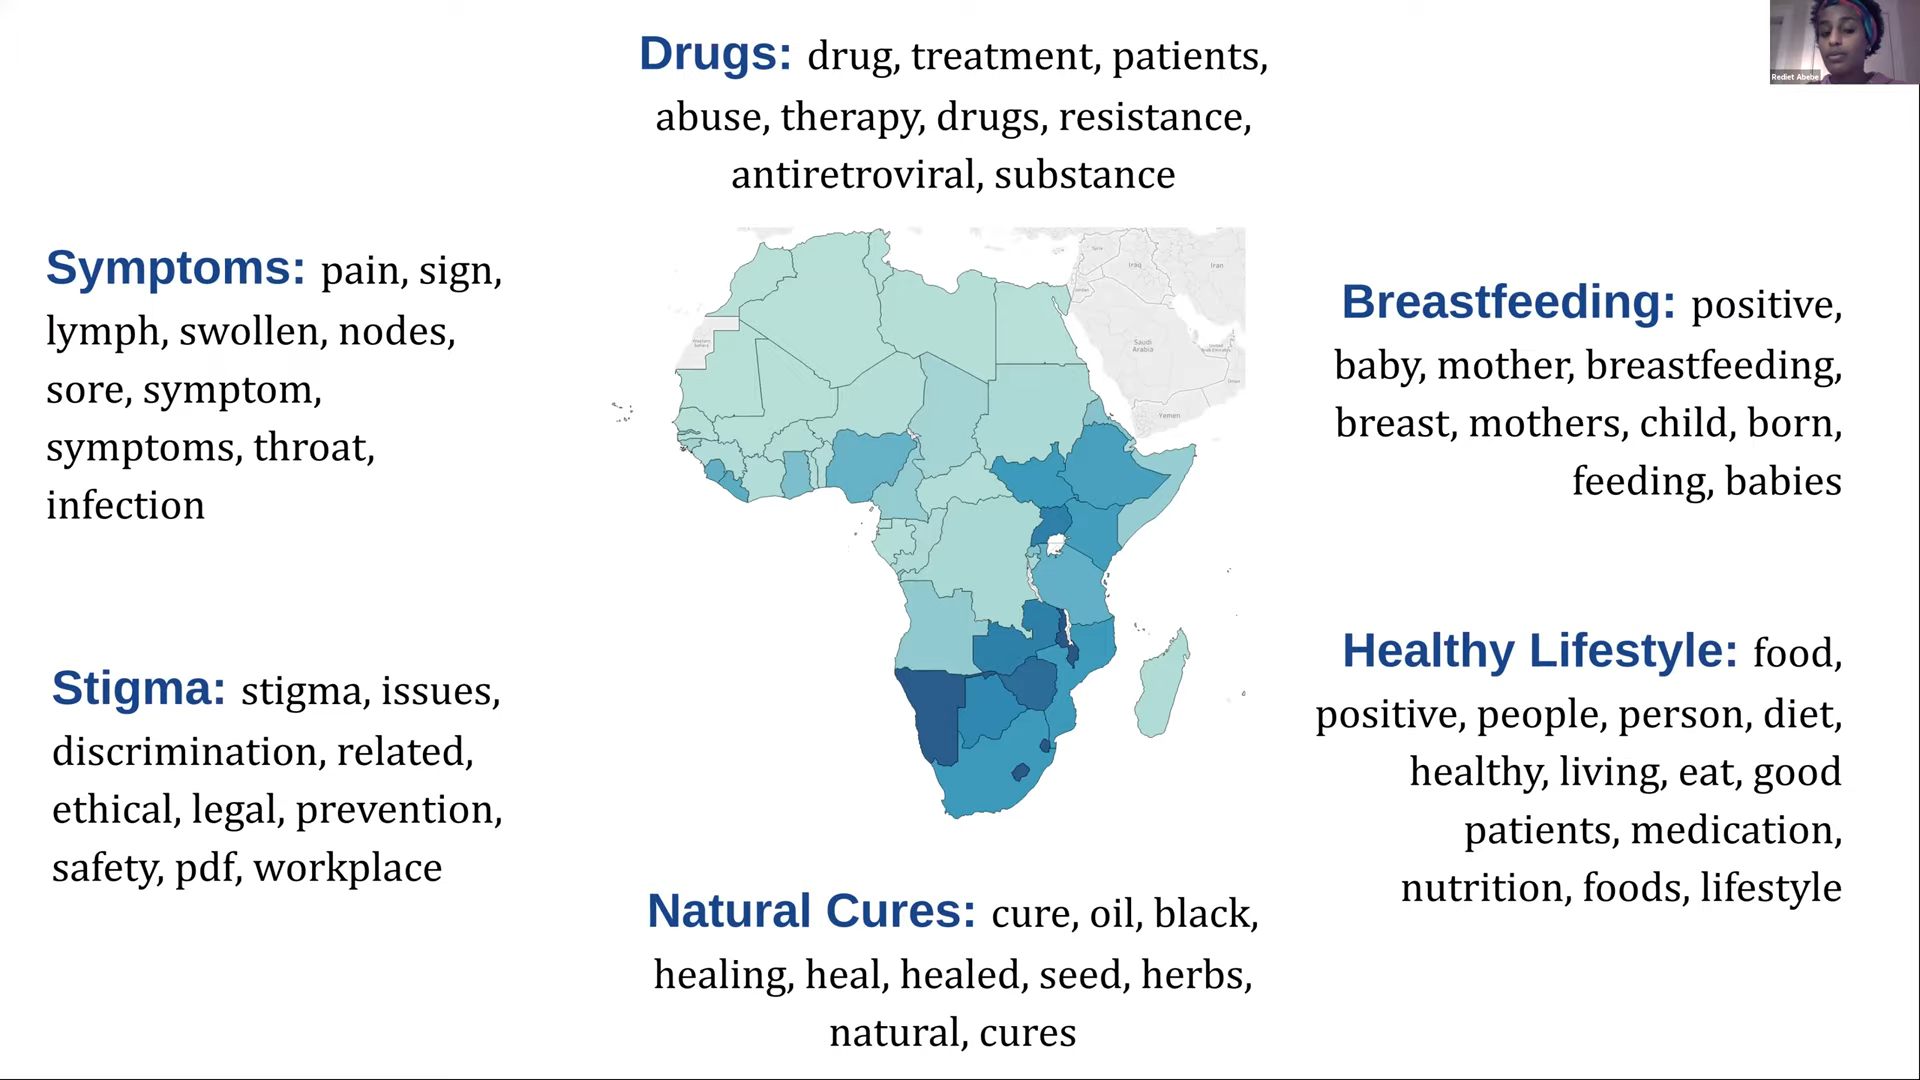 Drugs: drug, treatment, patients,
abuse, therapy, drugs, resistance,
antiretroviral, substance
Rediet Abebe
Symptoms: pain, sign,
lymph, swollen, nodes,
sore, symptom,
symptoms, throat,
infection
Stigma: stigma, issues,
discrimination, related,
ethical, legal, prevention,
safety, pdf, workplace
Iraq
Iran
Saudi
Arabia
Yemen
Breastfeeding: positive,
baby, mother, breastfeeding,
breast, mothers, child, born,
feeding, babies
Healthy Lifestyle: food,
positive, people, person, diet,
healthy, living, eat, good
patients, medication,
nutrition, foods, lifestyle
Natural Cures: cure, oil, black,
healing, heal, healed, seed, herbs,
natural, cures